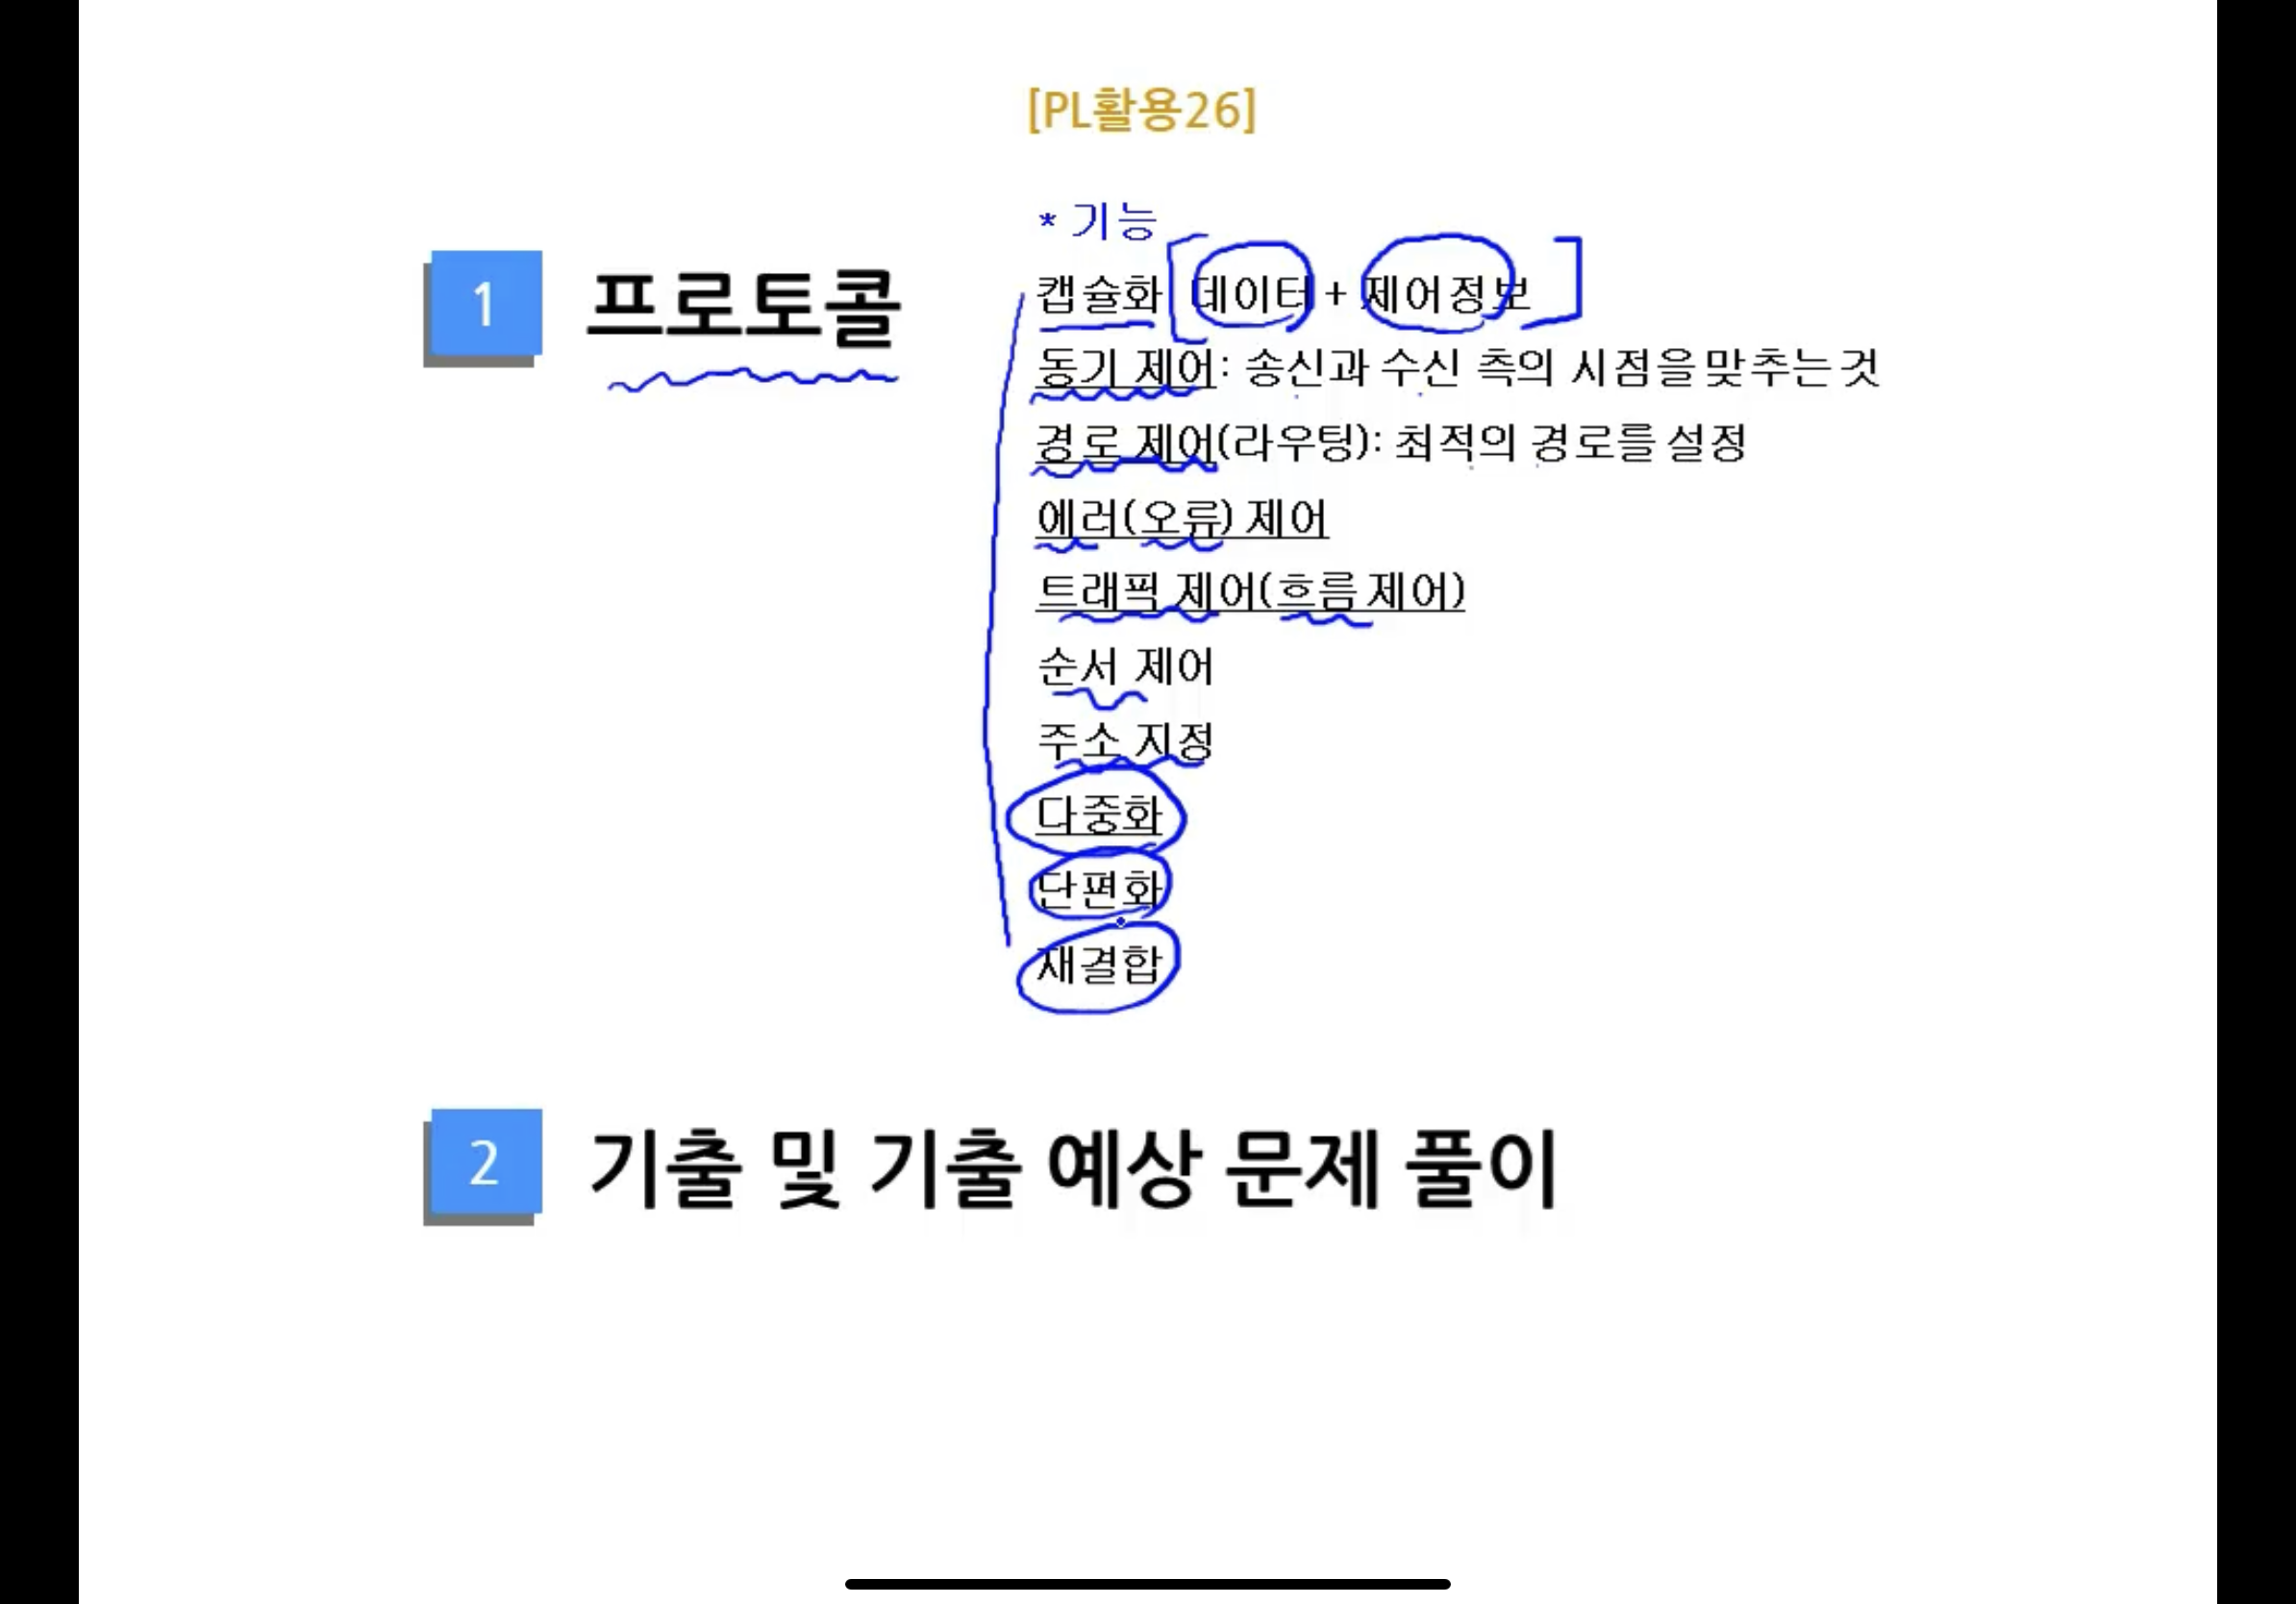 [PL활용26]
* 기능
1 프로토콜
캡슐화 데이터 + 제어정보
동기 제어: 송신과 수신 측의 시점을 맞추는 것
경로 제어(라우팅): 최적의 경로를 설정
에러(오류) 제어
트래픽 제어(흐름 제어)
순서 제어
주소 지정
다중화
단편화
재결합
2 기출 및 기출 예상 문제 풀이